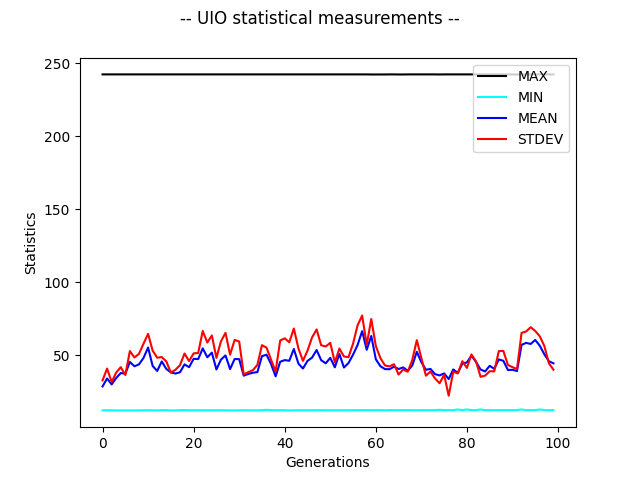 -- UIO statistical measurements --
250
200
150
100
50
Statistics
MAX
MIN
MEAN
STDEV
0 20 40 60 80 100
Generations